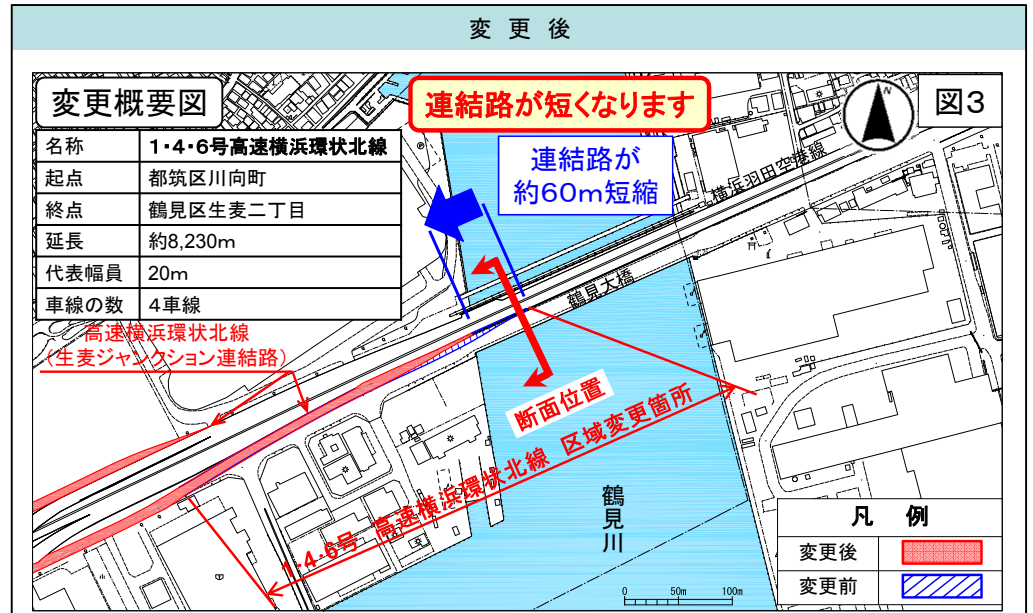 変更後
変更概要図
連結路が短くなります
N
図3
名称 1・4・6号高速横浜環状北線
起点 都筑区川向町
終点 鶴見区生麦二丁目
延長 約8,230m
代表幅員 20m
車線の数 4車線
連結路が
約60m短縮
横浜羽田空港線
鶴見大橋
高速横浜環状北線
(生麦ジャンクション連結路)
断面位置
1・4・6号 高速横浜環状北線 区域変更箇所
鶴見川
凡例
変更後
変更前
0 50m 100m